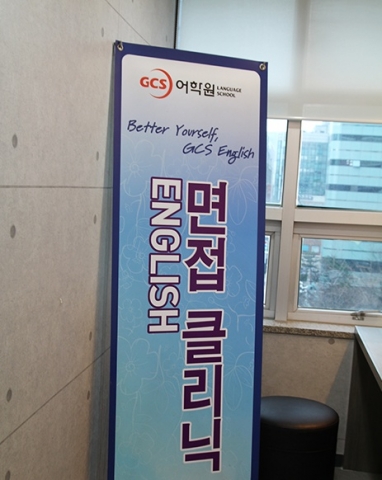 GCS 어학원 LANGUAGE SCHOOL
Better Yourself,
GCS English
ENGLISH
면접 클리닉